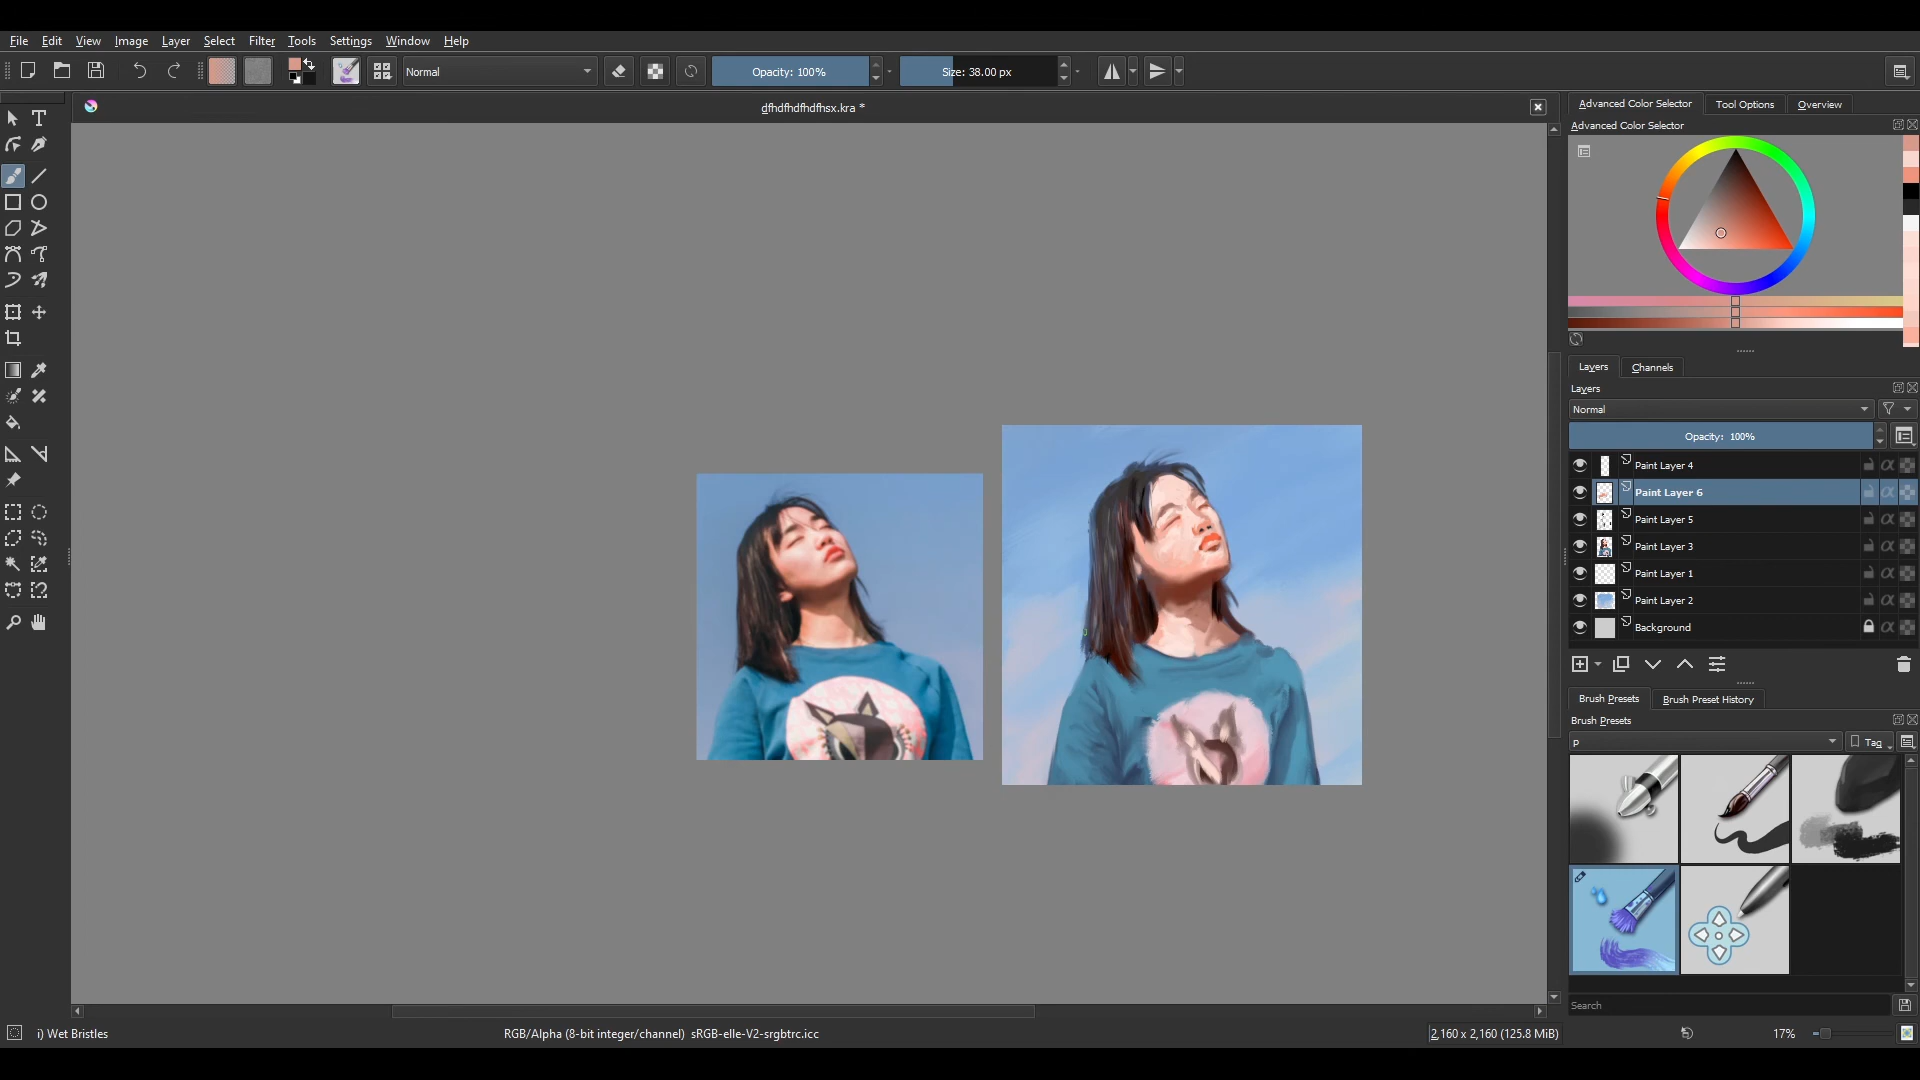 File Edit View Image Layer Select Filter Tools Settings Window Help
Normal Opacity: 100% Size: 38.00 px
dfhdfhdfhdfhsx.kra *
Advanced Color Selector Tool Options Overview
Advanced Color Selector
Layers Channels
Layers
Normal
Opacity: 100%
Paint Layer 4
Paint Layer 6
Paint Layer 5
Paint Layer 3
Paint Layer 1
Paint Layer 2
Background
Brush Presets Brush Preset History
Brush Presets
p Tag
Search
i) Wet Bristles RGB/Alpha (8-bit integer/channel) sRGB-elle-V2-srgbtrc.icc 2,160 x 2,160 (125.8 MiB) 17%